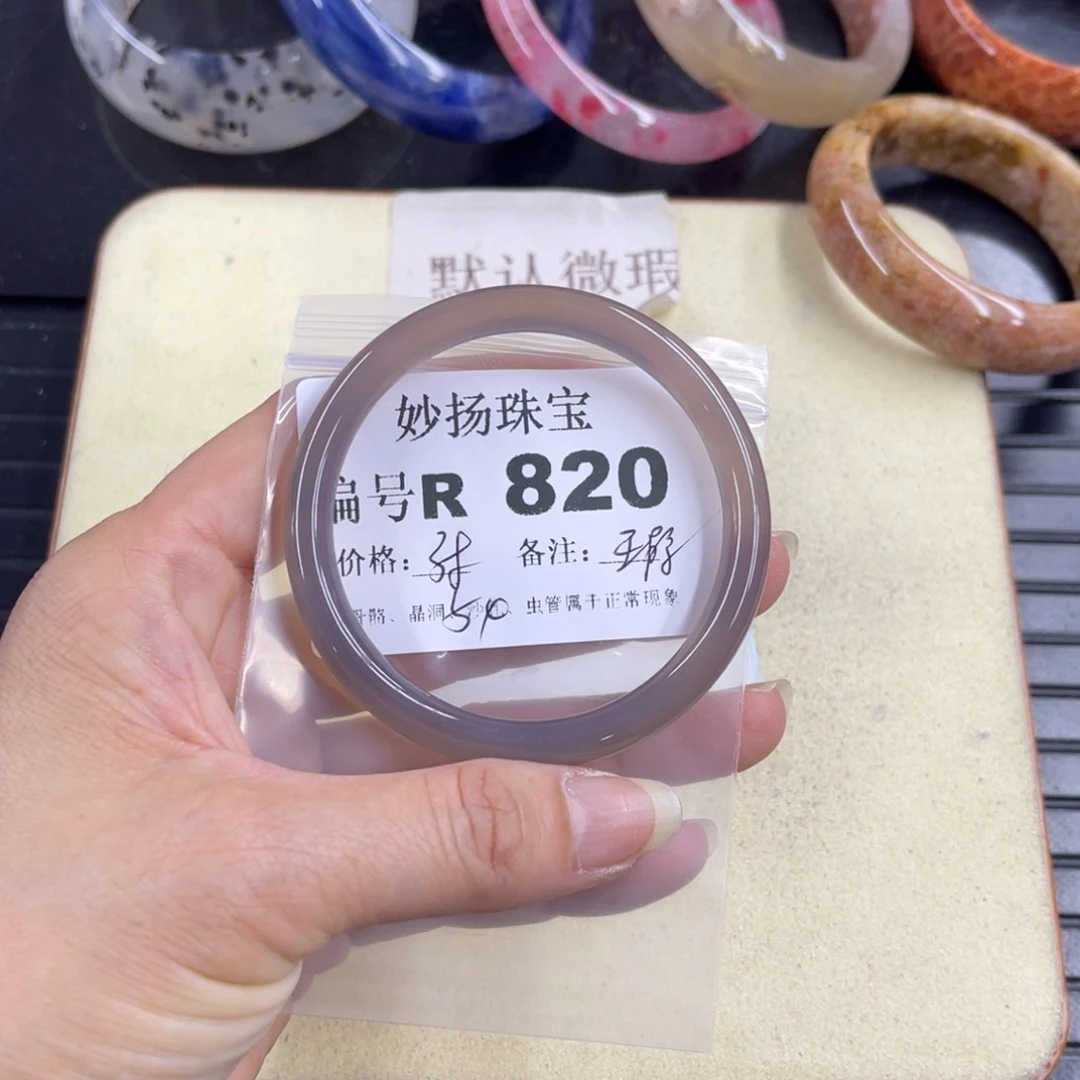 默认微瑕
妙扬珠宝
编号R 820
价格： 备注：
晶洞、 虫管属于正常现象